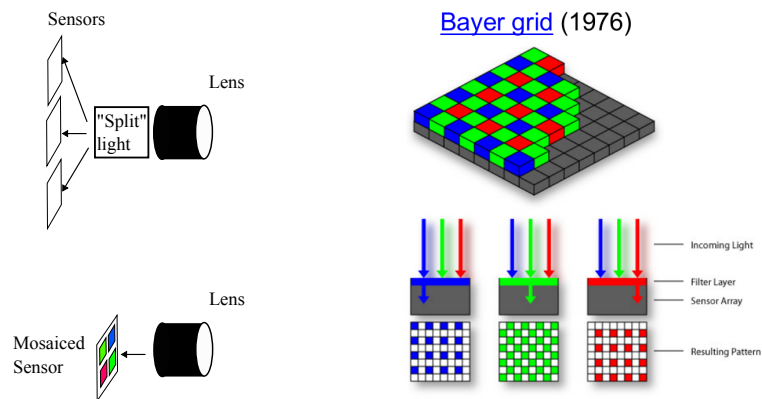 Sensors
Lens
"Split"
light
Lens
Mosaiced
Sensor
Bayer grid (1976)
Incoming Light
Filter Layer
Sensor Array
Resulting Pattern